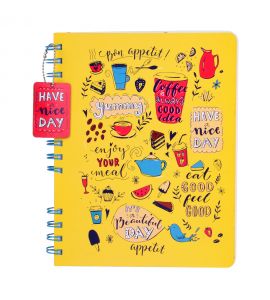 Bon appetit!
HAVE
a
nice
DAY
yummy
Coffee
ALWAYS
GOOD
idea
HAVE
a
nice
DAY
enjoy
YOUR
meal
EAT
GOOD
feel
GOOD
It's
a
Beautiful
DAY
appetit